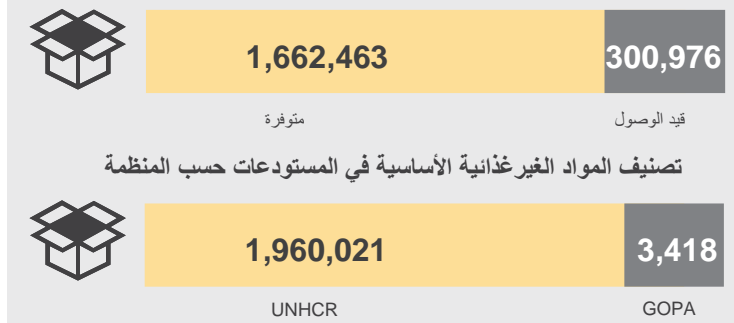 1,662,463 300,976
متوفرة قيد الوصول
تصنيف المواد الغيرغذائية الأساسية في المستودعات حسب المنظمة
1,960,021 3,418
UNHCR GOPA